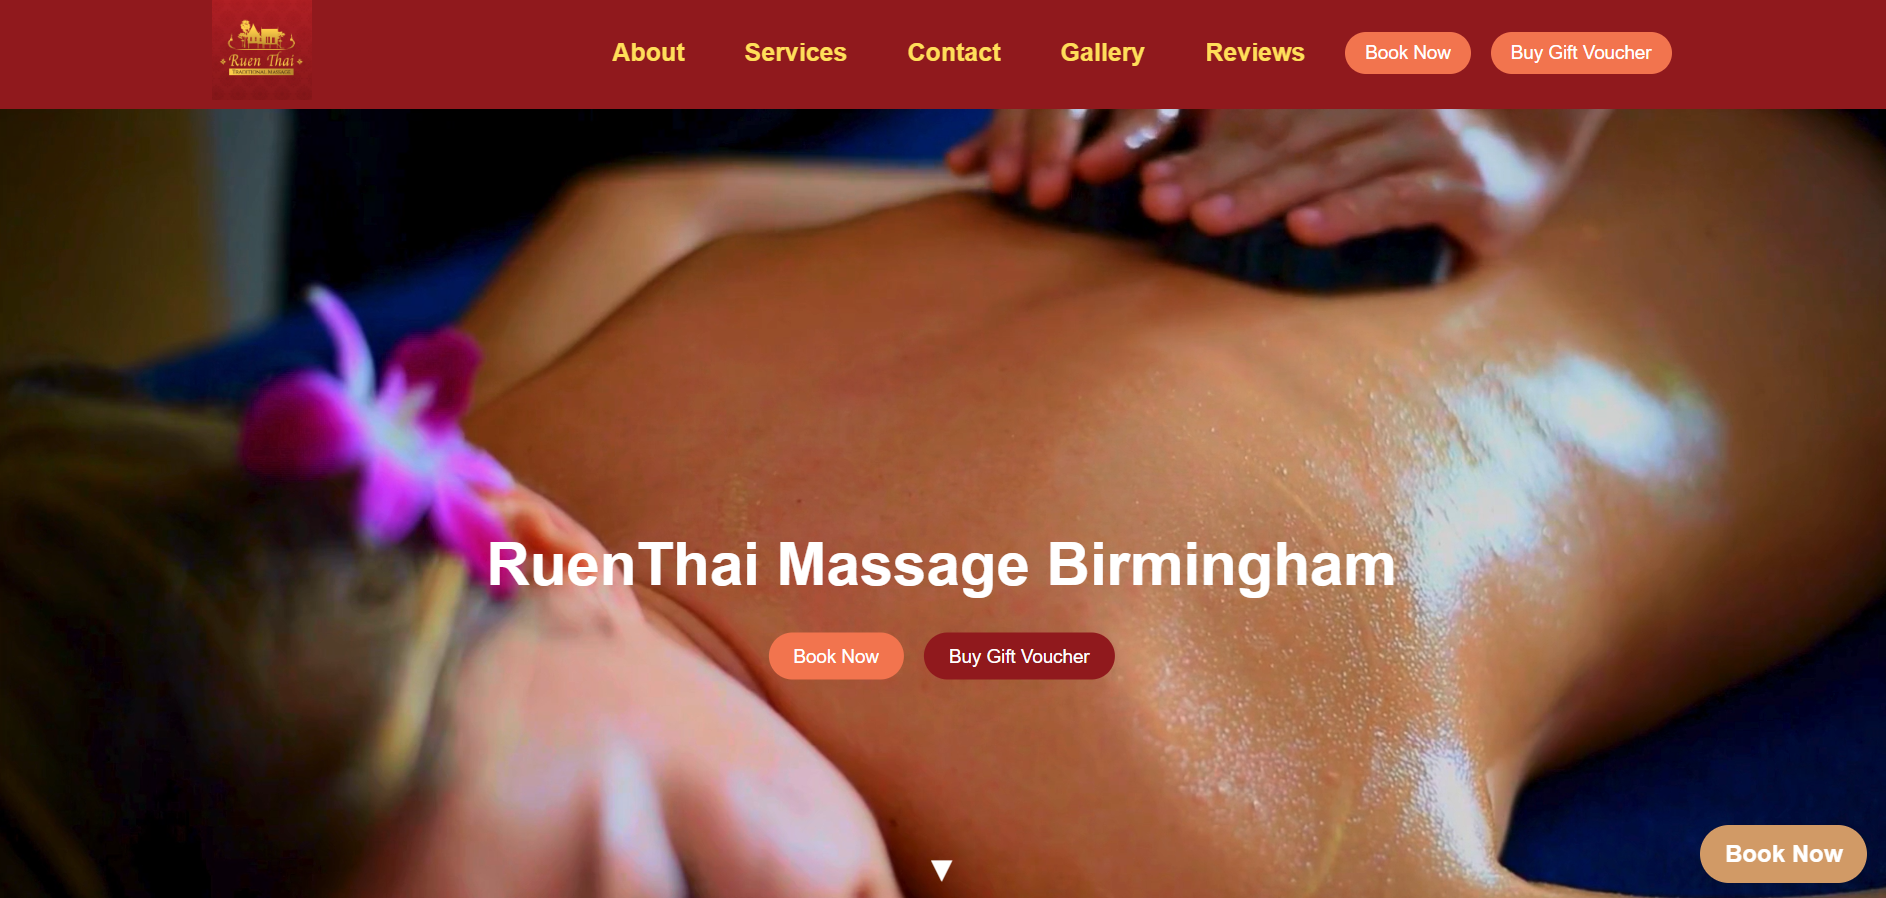 Ruen Thai
TRADITIONAL MASSAGE
About
Services
Contact
Gallery
Reviews
Book Now
Buy Gift Voucher
RuenThai Massage Birmingham
Book Now
Buy Gift Voucher
Book Now